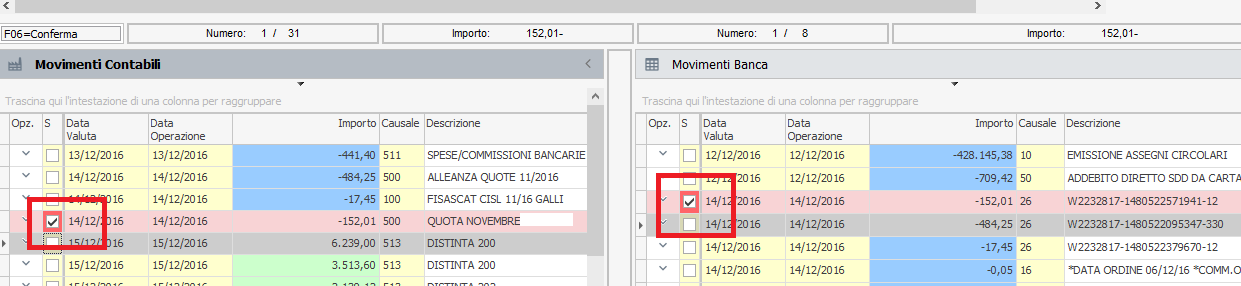 F06=Conferma Numero: 1 / 31 Importo: 152,01- Numero: 1 / 8 Importo: 152,01-
Movimenti Contabili
Trascina qui l'intestazione di una colonna per raggruppare
Opz. S Data Valuta Data Operazione Importo Causale Descrizione
13/12/2016 13/12/2016 -441,40 511 SPESE/COMMISSIONI BANCARIE
14/12/2016 14/12/2016 -484,25 500 ALLEANZA QUOTE 11/2016
14/12/2016 14/12/2016 -17,45 100 FISASCAT CISL 11/16 GALLI
14/12/2016 14/12/2016 -152,01 500 QUOTA NOVEMBRE
15/12/2016 15/12/2016 6.239,00 513 DISTINTA 200
15/12/2016 15/12/2016 3.513,60 513 DISTINTA 200
Movimenti Banca
Trascina qui l'intestazione di una colonna per raggruppare
Opz. S Data Valuta Data Operazione Importo Causale Descrizione
12/12/2016 12/12/2016 -428.145,38 10 EMISSIONE ASSEGNI CIRCOLARI
12/12/2016 12/12/2016 -709,42 50 ADDEBITO DIRETTO SDD DA CARTA
14/12/2016 14/12/2016 -152,01 26 W2232817-1480522571941-12
14/12/2016 14/12/2016 -484,25 26 W2232817-1480522095347-330
14/12/2016 14/12/2016 -17,45 26 W2232817-1480522379670-12
14/12/2016 14/12/2016 -0,05 16 *DATA ORDINE 06/12/16 *COMM.O